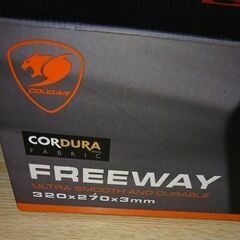 COUGAR
CORDURA
FABRIC
FREEWAY
ULTRA SMOOTH AND DURABLE
320x270x3mm